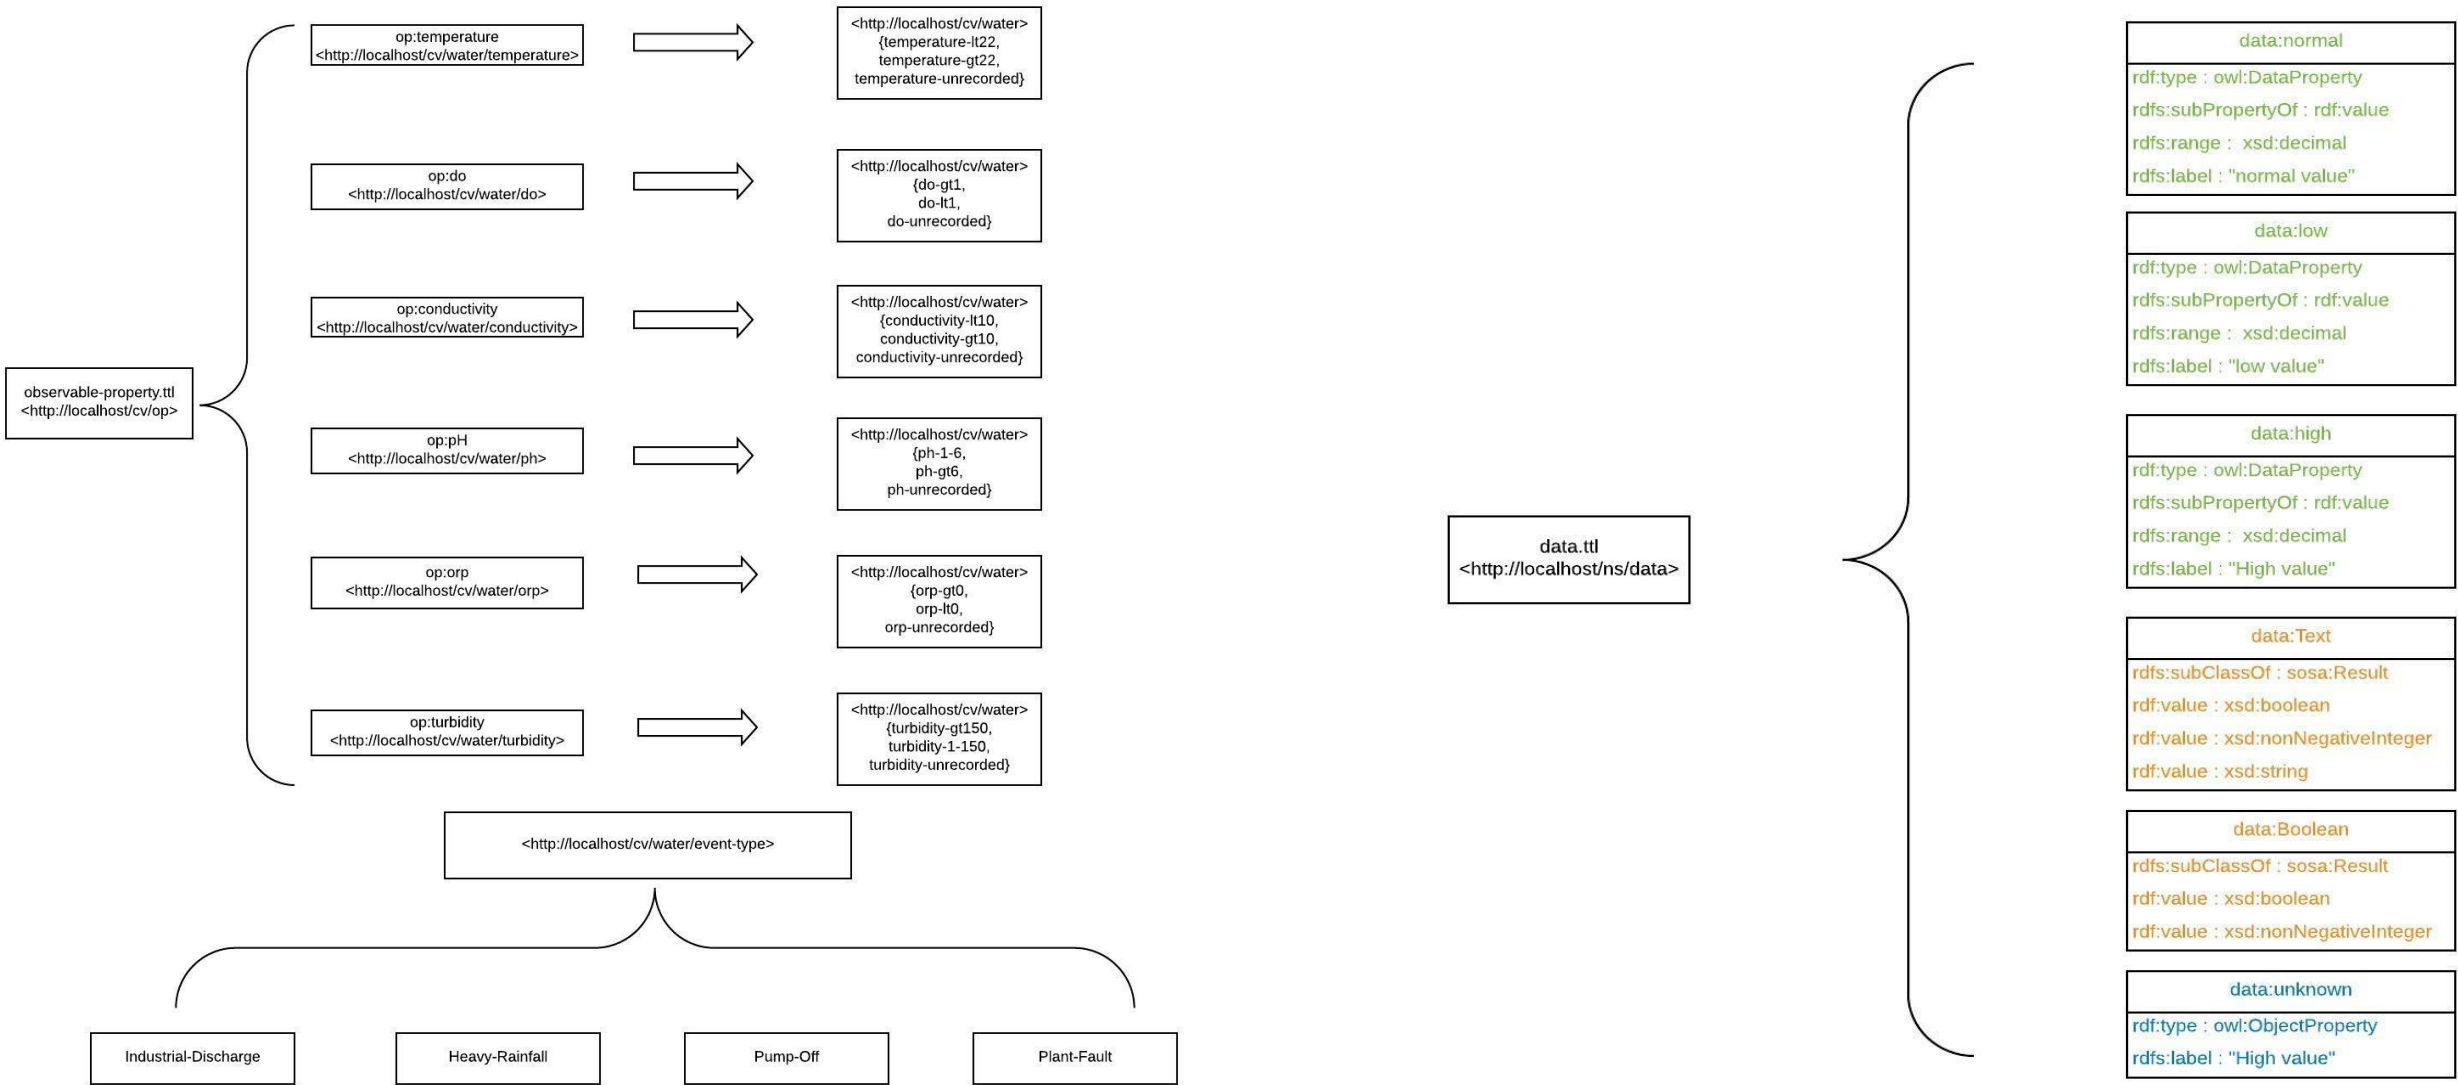 observable-property.ttl
<http://localhost/cv/op>
op:temperature
<http://localhost/cv/water/temperature>
<http://localhost/cv/water>
{temperature-lt22,
temperature-gt22,
temperature-unrecorded}
op:do
<http://localhost/cv/water/do>
<http://localhost/cv/water>
{do-gt1,
do-lt1,
do-unrecorded}
op:conductivity
<http://localhost/cv/water/conductivity>
<http://localhost/cv/water>
{conductivity-lt10,
conductivity-gt10,
conductivity-unrecorded}
op:pH
<http://localhost/cv/water/ph>
<http://localhost/cv/water>
{ph-1-6,
ph-gt6,
ph-unrecorded}
op:orp
<http://localhost/cv/water/orp>
<http://localhost/cv/water>
{orp-gt0,
orp-lt0,
orp-unrecorded}
op:turbidity
<http://localhost/cv/water/turbidity>
<http://localhost/cv/water>
{turbidity-gt150,
turbidity-1-150,
turbidity-unrecorded}
<http://localhost/cv/water/event-type>
Industrial-Discharge
Heavy-Rainfall
Pump-Off
Plant-Fault
data.ttl
<http://localhost/ns/data>
data:normal
rdf:type : owl:DataProperty
rdfs:subPropertyOf : rdf:value
rdfs:range :  xsd:decimal
rdfs:label : "normal value"
data:low
rdf:type : owl:DataProperty
rdfs:subPropertyOf : rdf:value
rdfs:range :  xsd:decimal
rdfs:label : "low value"
data:high
rdf:type : owl:DataProperty
rdfs:subPropertyOf : rdf:value
rdfs:range :  xsd:decimal
rdfs:label : "High value"
data:Text
rdfs:subClassOf : sosa:Result
rdf:value : xsd:boolean
rdf:value : xsd:nonNegativeInteger
rdf:value : xsd:string
data:Boolean
rdfs:subClassOf : sosa:Result
rdf:value : xsd:boolean
rdf:value : xsd:nonNegativeInteger
data:unknown
rdf:type : owl:ObjectProperty
rdfs:label : "High value"